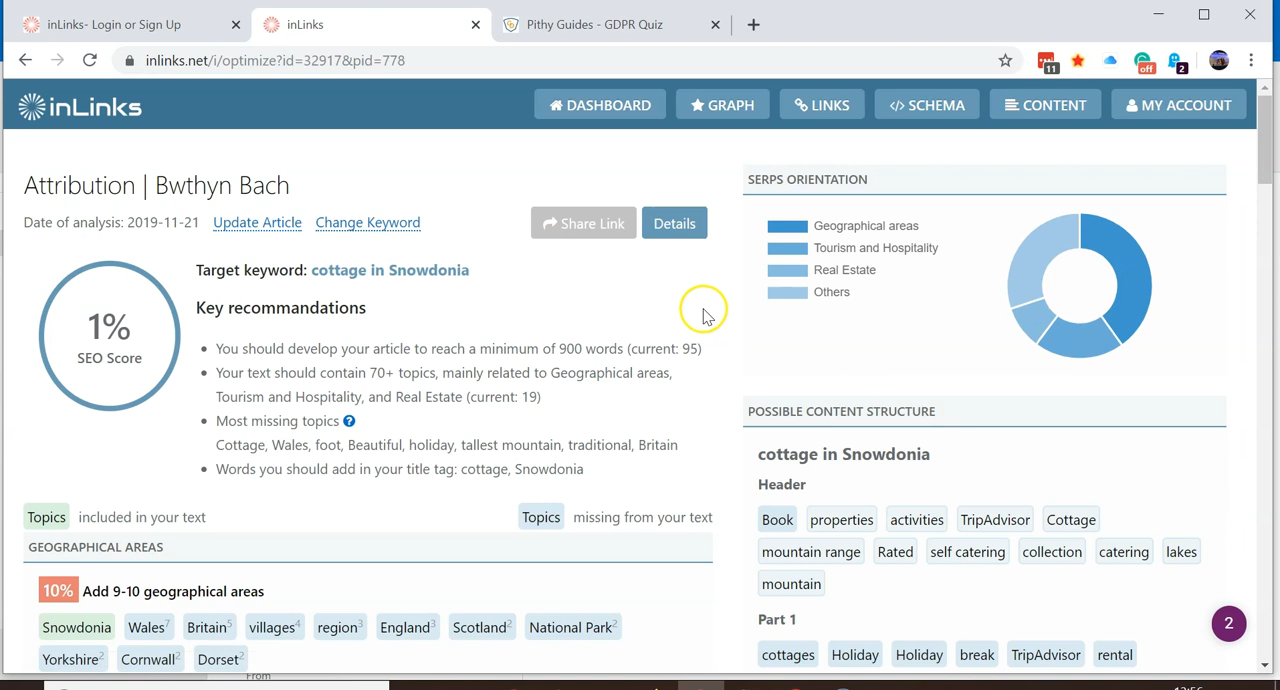 inLinks- Login or Sign Up
inLinks
Pithy Guides - GDPR Quiz
inlinks.net/i/optimize?id=32917&pid=778
11
off
2
inLinks
DASHBOARD
GRAPH
LINKS
</> SCHEMA
CONTENT
MY ACCOUNT
Attribution | Bwthyn Bach
Date of analysis: 2019-11-21 Update Article Change Keyword
Share Link
Details
1%
SEO Score
Target keyword: cottage in Snowdonia
Key recommandations
• You should develop your article to reach a minimum of 900 words (current: 95)
• Your text should contain 70+ topics, mainly related to Geographical areas,
Tourism and Hospitality, and Real Estate (current: 19)
• Most missing topics ?
Cottage, Wales, foot, Beautiful, holiday, tallest mountain, traditional, Britain
• Words you should add in your title tag: cottage, Snowdonia
Topics included in your text
Topics missing from your text
GEOGRAPHICAL AREAS
10% Add 9-10 geographical areas
Snowdonia Wales7 Britain5 villages4 region3 England3 Scotland2 National Park2
Yorkshire2 Cornwall2 Dorset2
From
SERPS ORIENTATION
Geographical areas
Tourism and Hospitality
Real Estate
Others
POSSIBLE CONTENT STRUCTURE
cottage in Snowdonia
Header
Book properties activities TripAdvisor Cottage
mountain range Rated self catering collection catering lakes
mountain
Part 1
cottages Holiday Holiday break TripAdvisor rental
2